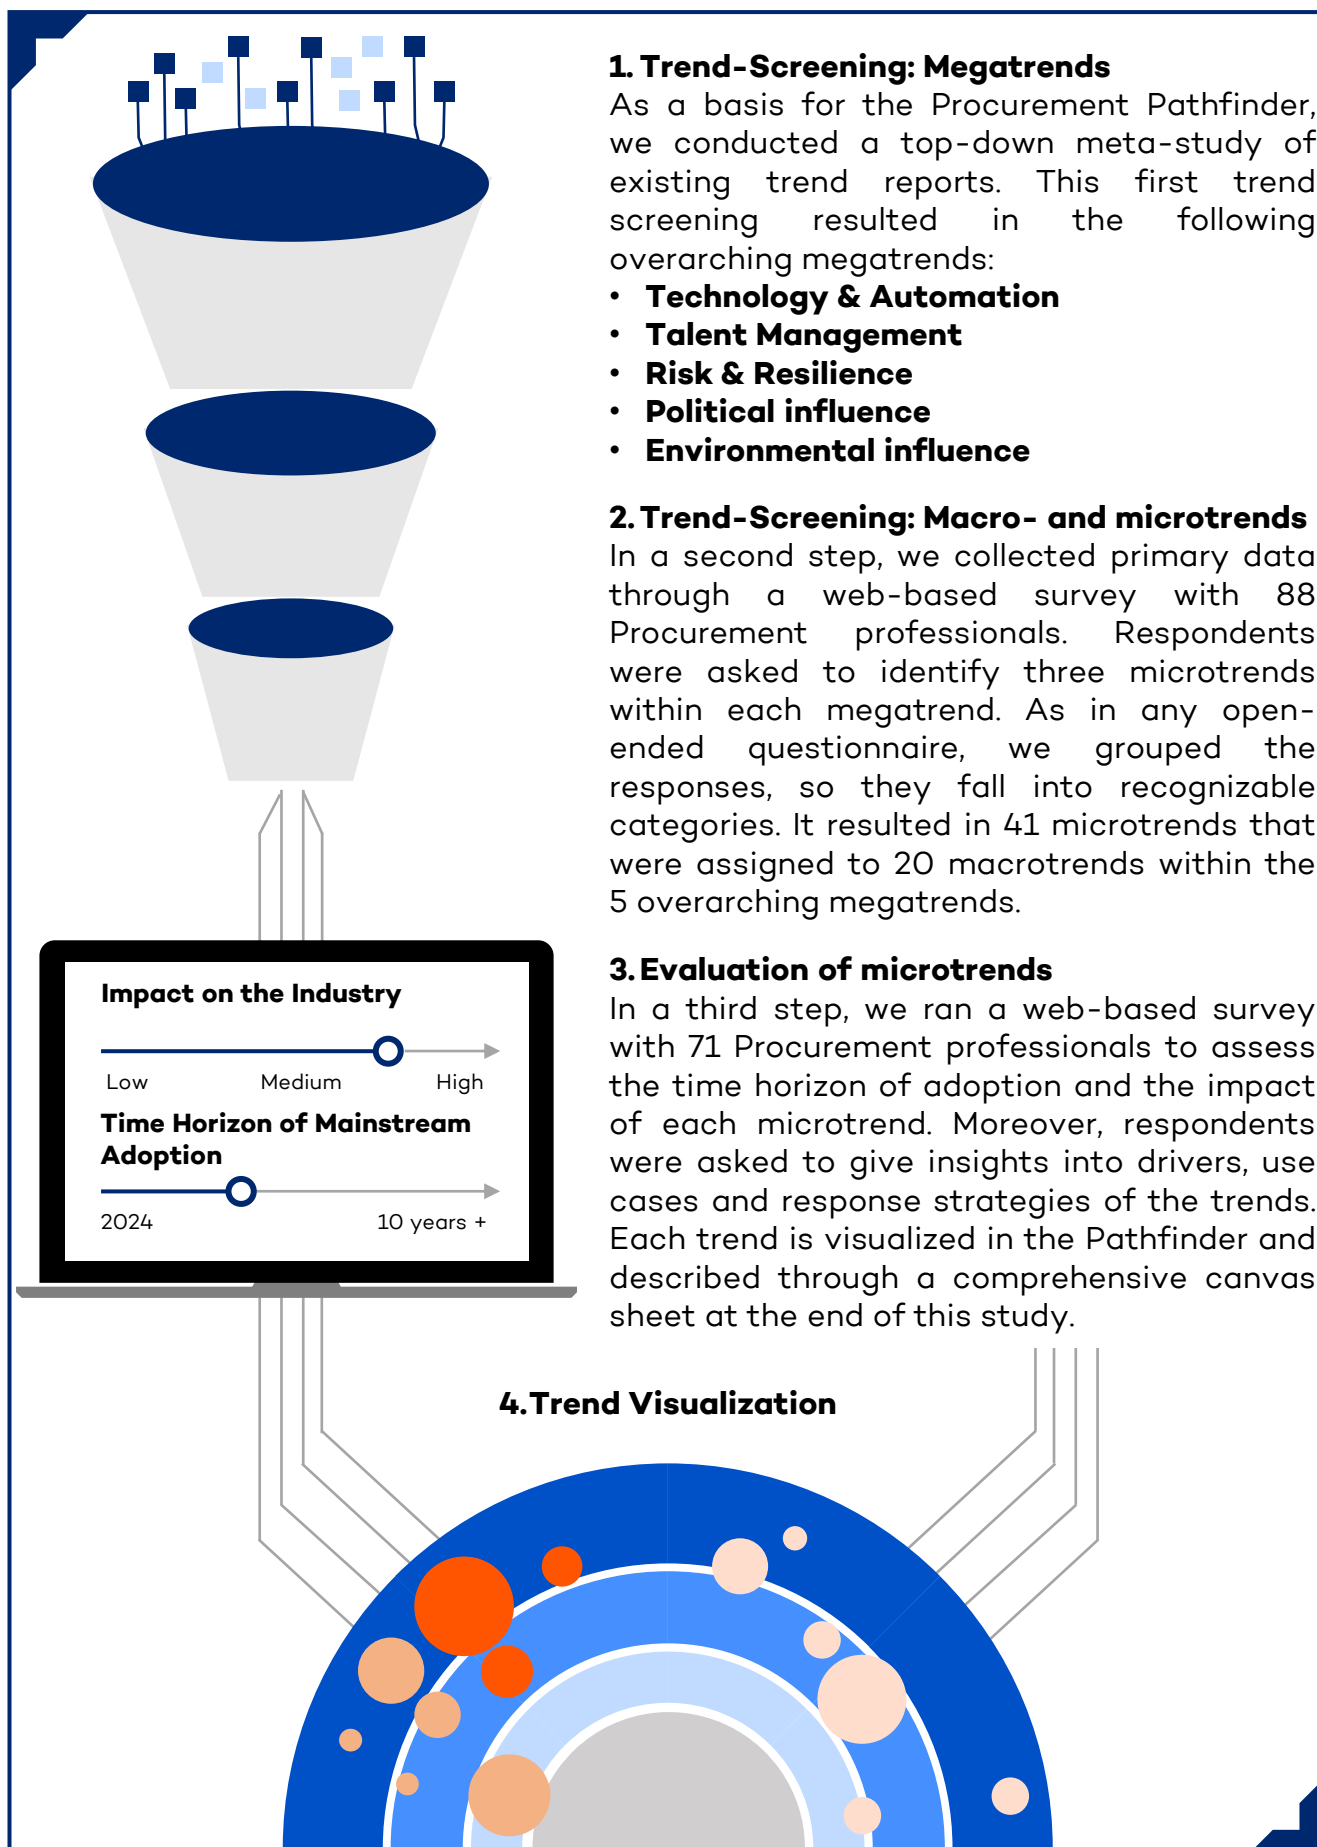 1. Trend-Screening: Megatrends
As a basis for the Procurement Pathfinder,
we conducted a top-down meta-study of
existing trend reports. This first trend
screening resulted in the following
overarching megatrends:
• Technology & Automation
• Talent Management
• Risk & Resilience
• Political influence
• Environmental influence
2. Trend-Screening: Macro- and microtrends
In a second step, we collected primary data
through a web-based survey with 88
Procurement professionals. Respondents
were asked to identify three microtrends
within each megatrend. As in any open-
ended questionnaire, we grouped the
responses, so they fall into recognizable
categories. It resulted in 41 microtrends that
were assigned to 20 macrotrends within the
5 overarching megatrends.
3. Evaluation of microtrends
In a third step, we ran a web-based survey
with 71 Procurement professionals to assess
the time horizon of adoption and the impact
of each microtrend. Moreover, respondents
were asked to give insights into drivers, use
cases and response strategies of the trends.
Each trend is visualized in the Pathfinder and
described through a comprehensive canvas
sheet at the end of this study.
Impact on the Industry
Low Medium High
Time Horizon of Mainstream
Adoption
2024 10 years +
4. Trend Visualization